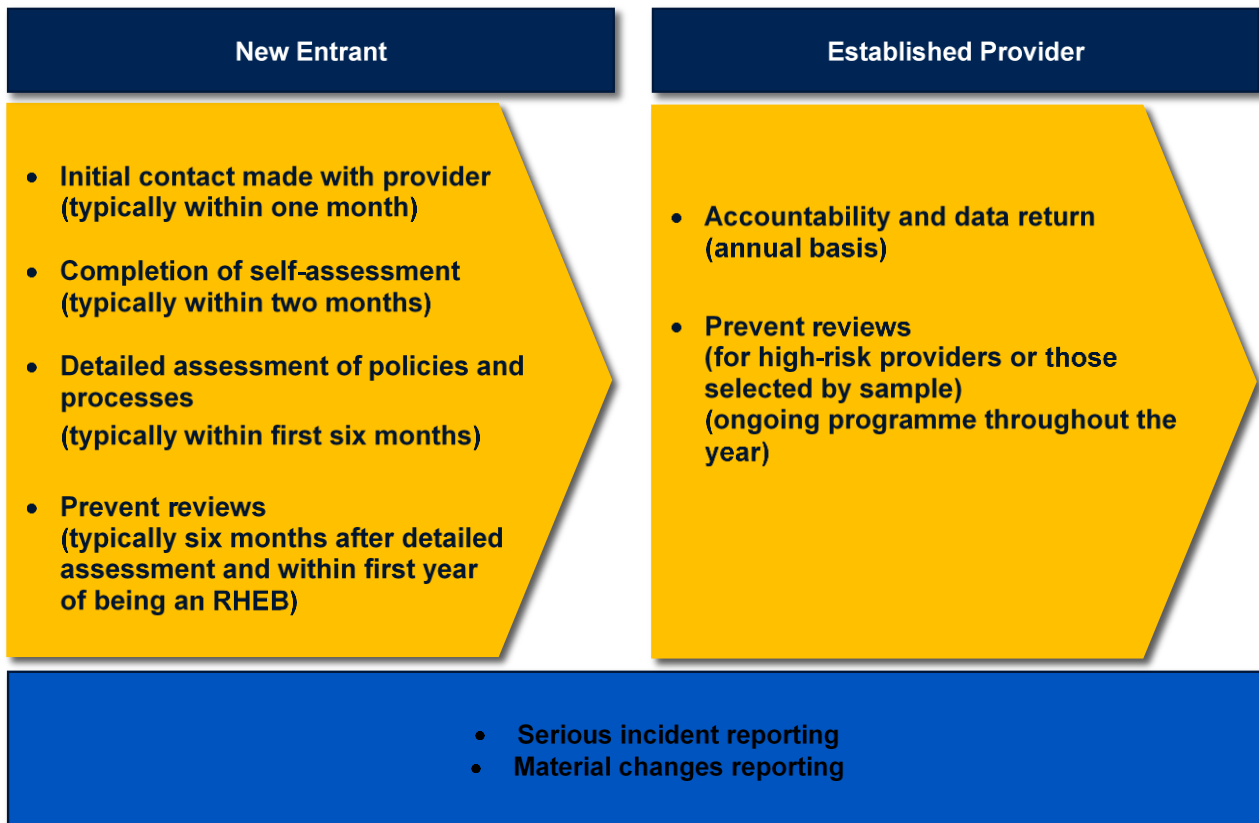 New Entrant
• Initial contact made with provider
(typically within one month)
• Completion of self-assessment
(typically within two months)
• Detailed assessment of policies and
processes
(typically within first six months)
• Prevent reviews
(typically six months after detailed
assessment and within first year
of being an RHEB)
Established Provider
• Accountability and data return
(annual basis)
• Prevent reviews
(for high-risk providers or those
selected by sample)
(ongoing programme throughout the
year)
• Serious incident reporting
• Material changes reporting